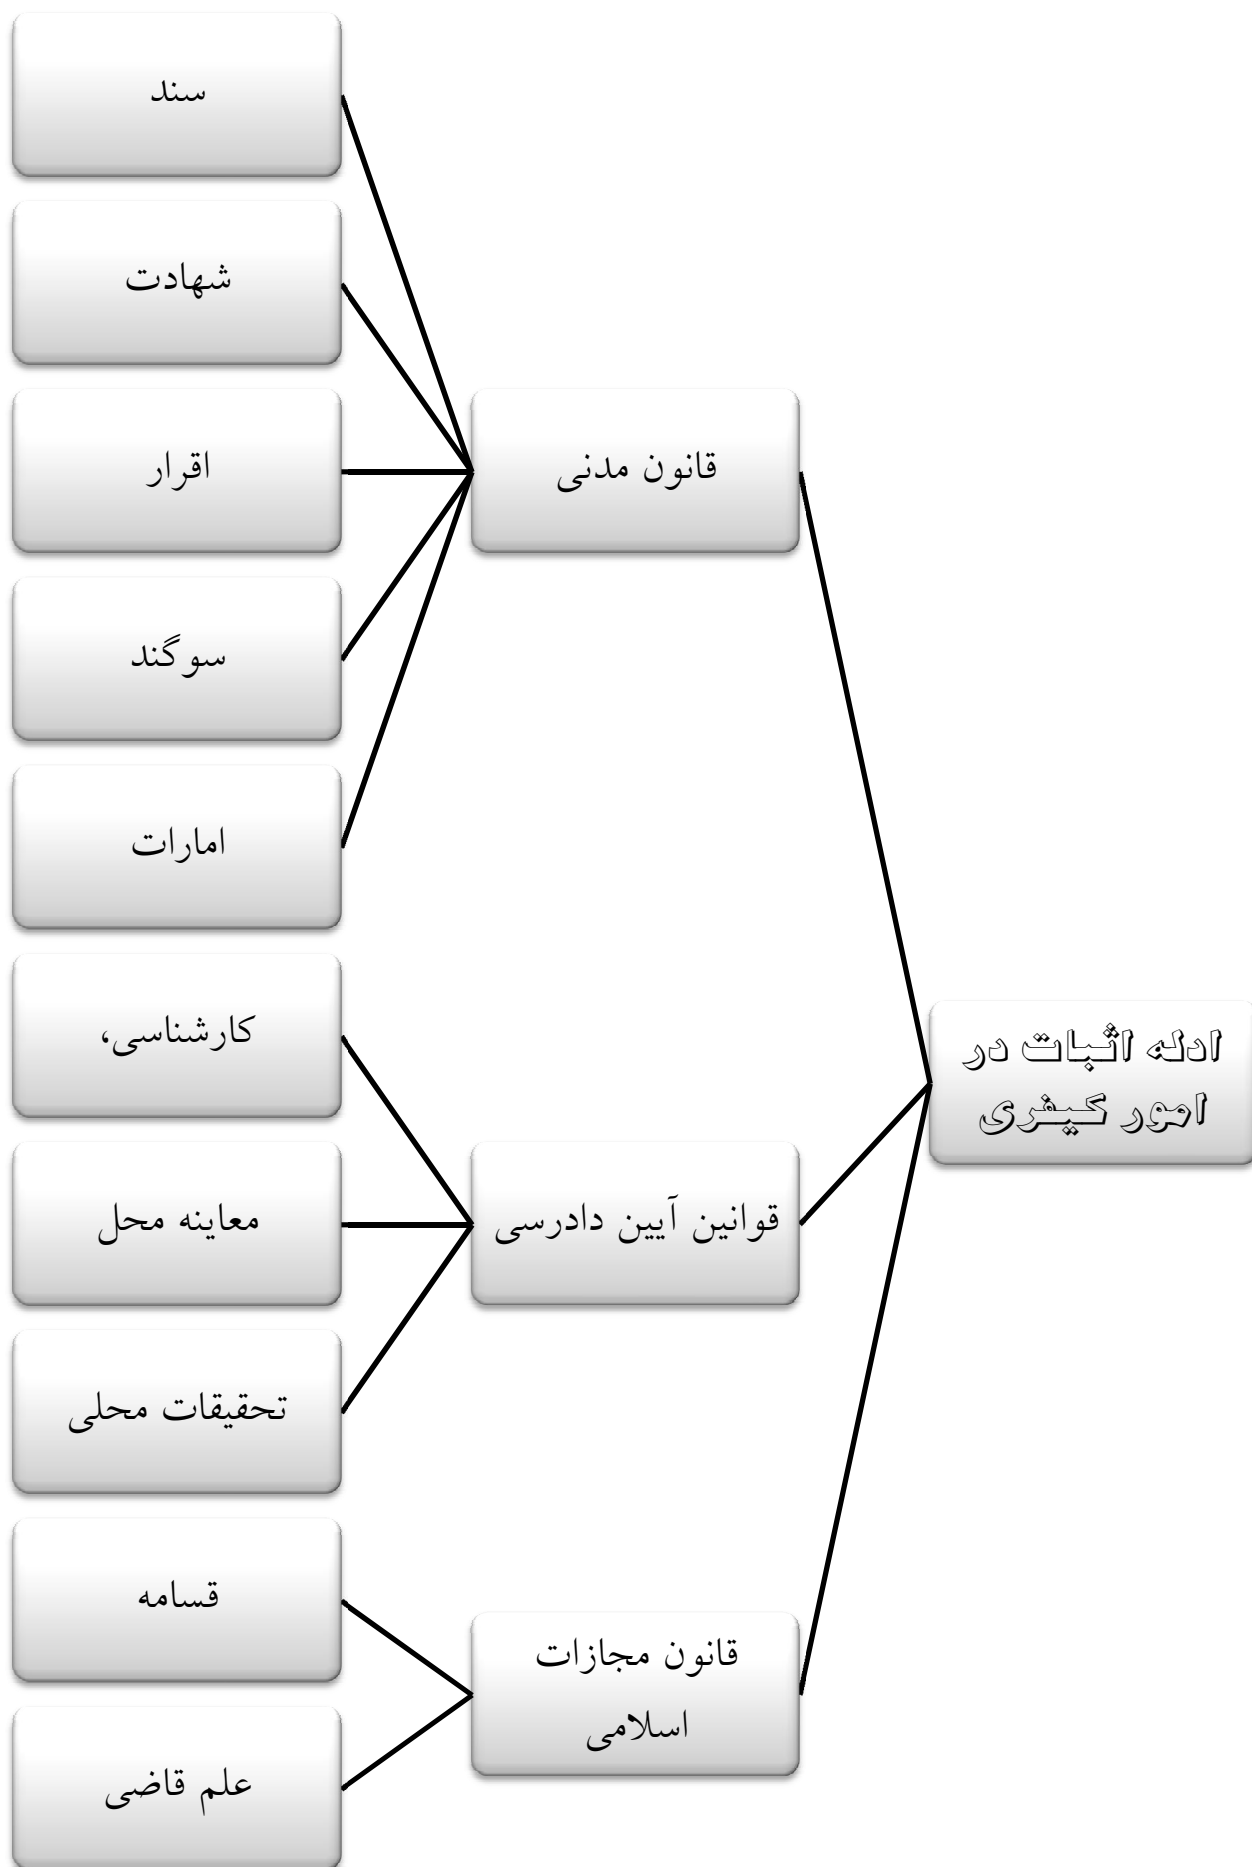 ادله اثبات در
امور کیفری
قانون مدنی
سند
شهادت
اقرار
سوگند
امارات
قوانین آیین دادرسی
کارشناسی،
معاینه محل
تحقیقات محلی
قانون مجازات
اسلامی
قسامه
علم قاضی